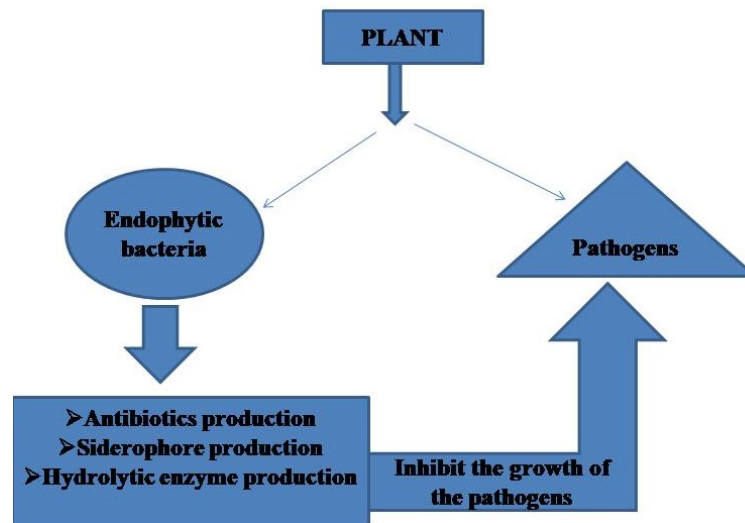 PLANT
Endophytic
bacteria
Pathogens
➢Antibiotics production
➢Siderophore production
➢Hydrolytic enzyme production
Inhibit the growth of
the pathogens